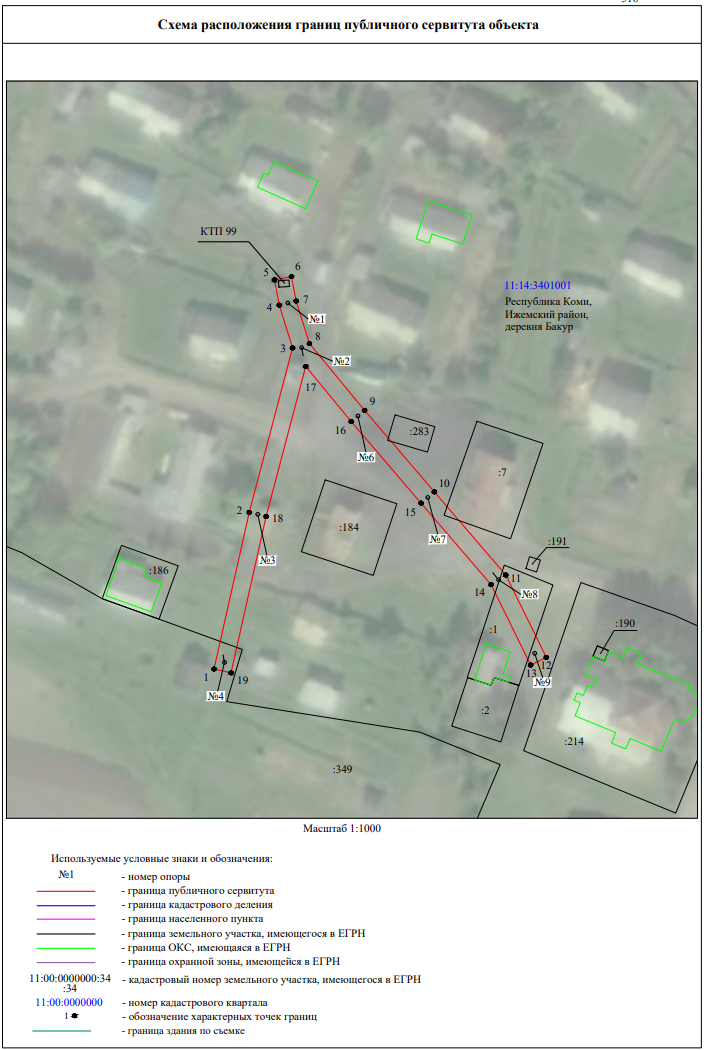 Схема расположения границ публичного сервитута объекта
КТП 99
5
6
11:14:3401001
Республика Коми,
Ижемский район,
деревня Бакур
4
7
№1
3
8
№2
17
9
16
:283
№6
:7
10
15
2
18
:184
№7
:191
№3
:186
11
14
№8
:1
:190
12
13
1
19
№9
№4
:2
:214
:349
Масштаб 1:1000
Используемые условные знаки и обозначения:
№1 - номер опоры
- граница публичного сервитута
- граница кадастрового деления
- граница населенного пункта
- граница земельного участка, имеющегося в ЕГРН
- граница ОКС, имеющаяся в ЕГРН
- граница охранной зоны, имеющейся в ЕГРН
11:00:0000000:34 - кадастровый номер земельного участка, имеющегося в ЕГРН
:34
11:00:0000000 - номер кадастрового квартала
1 - обозначение характерных точек границ
- граница здания по съемке